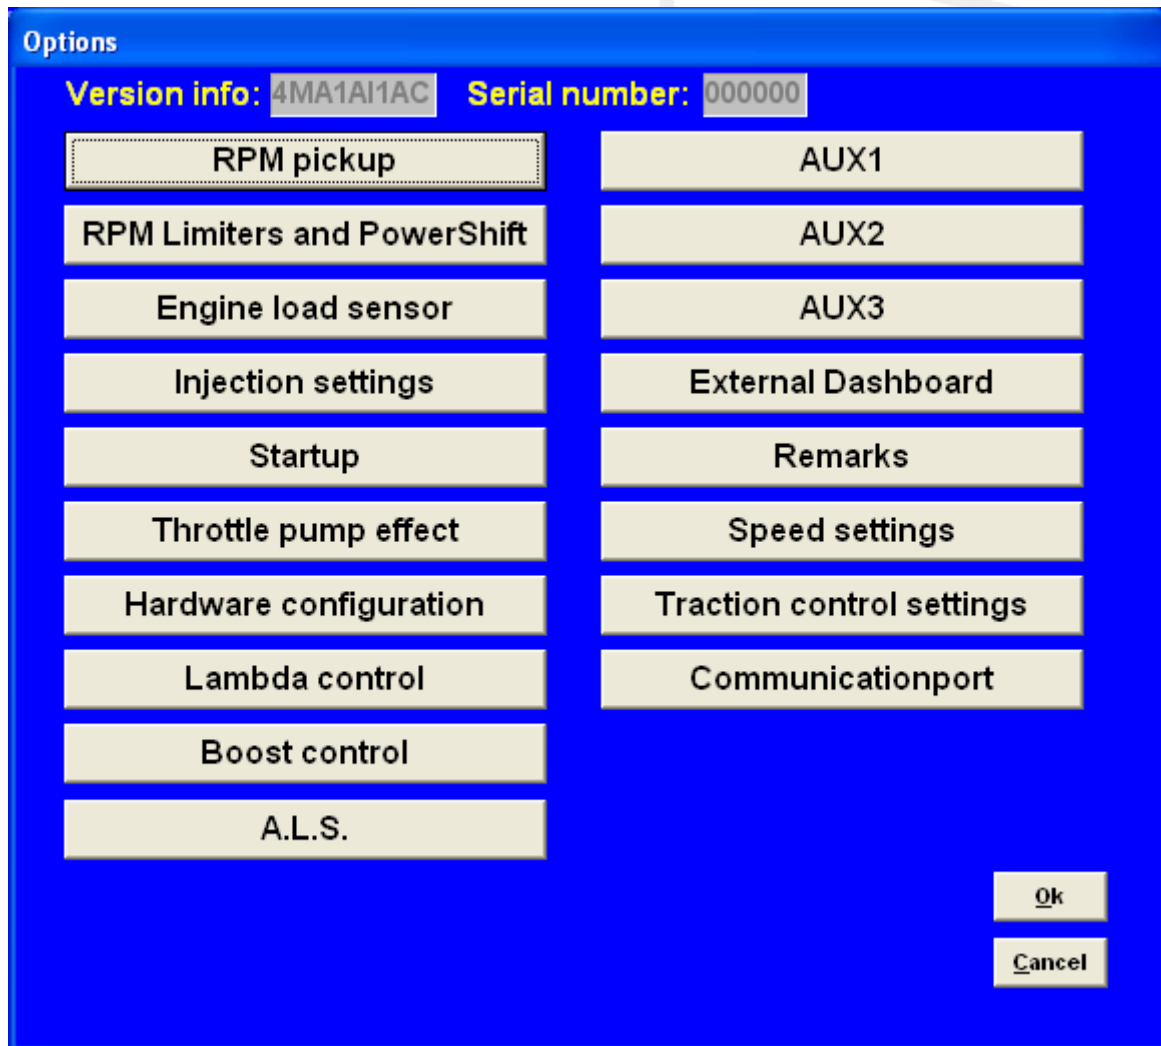 Options
Version info: 4MA1AI1AC Serial number: 000000
RPM pickup
RPM Limiters and PowerShift
Engine load sensor
Injection settings
Startup
Throttle pump effect
Hardware configuration
Lambda control
Boost control
A.L.S.
AUX1
AUX2
AUX3
External Dashboard
Remarks
Speed settings
Traction control settings
Communicationport
Ok
Cancel